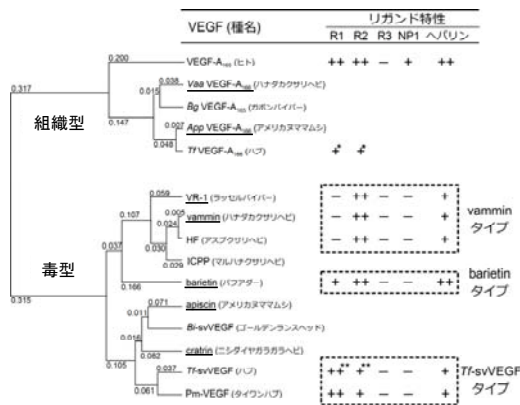 VEGF (種名)
リガンド特性
R1 R2 R3 NP1 ヘパリン
VEGF-A₁₆₅ (ヒト) ++ ++ − + ++
Vaa VEGF-A₁₆₆ (ハナダカクサリヘビ)
Bg VEGF-A₁₆₅ (ガボンバイパー)
App VEGF-A₁₆₆ (アメリカヌママムシ)
Tf VEGF-A₁₆₆ (ハブ) +* +*
VR-1 (ラッセルバイパー) − ++ − − +
vammin (ハナダカクサリヘビ) − ++ − − +
HF (アスプクサリヘビ) − ++ − − +
ICPP (マルハナクサリヘビ)
vammin
タイプ
barietin (パフアダー) + ++ − − ++
barietin
タイプ
apiscin (アメリカヌママムシ)
Bi-svVEGF (ゴールデンランスヘッド)
cratrin (ニシダイヤガラガラヘビ)
Tf-svVEGF (ハブ) ++** +** − − +
Pm-VEGF (タイワンハブ) ++ + − − +
Tf-svVEGF
タイプ
組織型
毒型
0.317
0.200
0.147
0.015
0.038
0.048
0.007
0.315
0.037
0.107
0.059
0.030
0.024
0.005
0.029
0.166
0.105
0.016
0.011
0.071
0.082
0.061
0.037